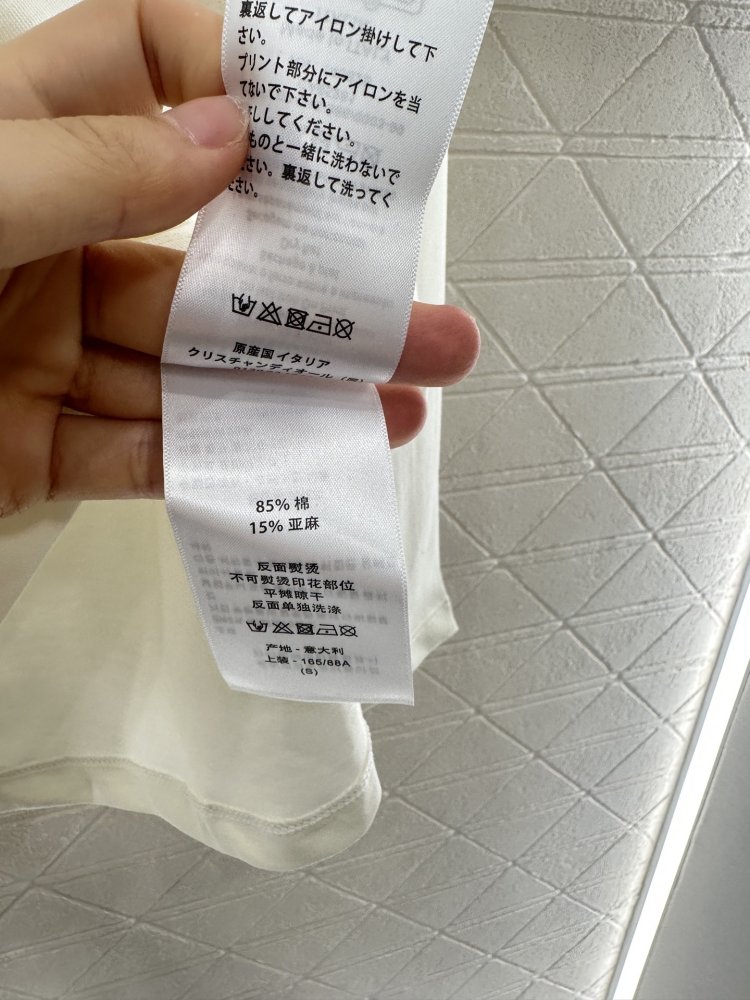 裏返してアイロン掛けして下
さい。
プリント部分にアイロンを当
てないで下さい。
してください。
ものと一緒に洗わないで
さい。裏返して洗ってく
ださい。
原産国 イタリア
クリスチャンディオール
85% 棉
15% 亚麻
反面熨烫
不可熨烫印花部位
平摊晾干
反面单独洗涤
产地 - 意大利
上装 - 165/88A
(S)